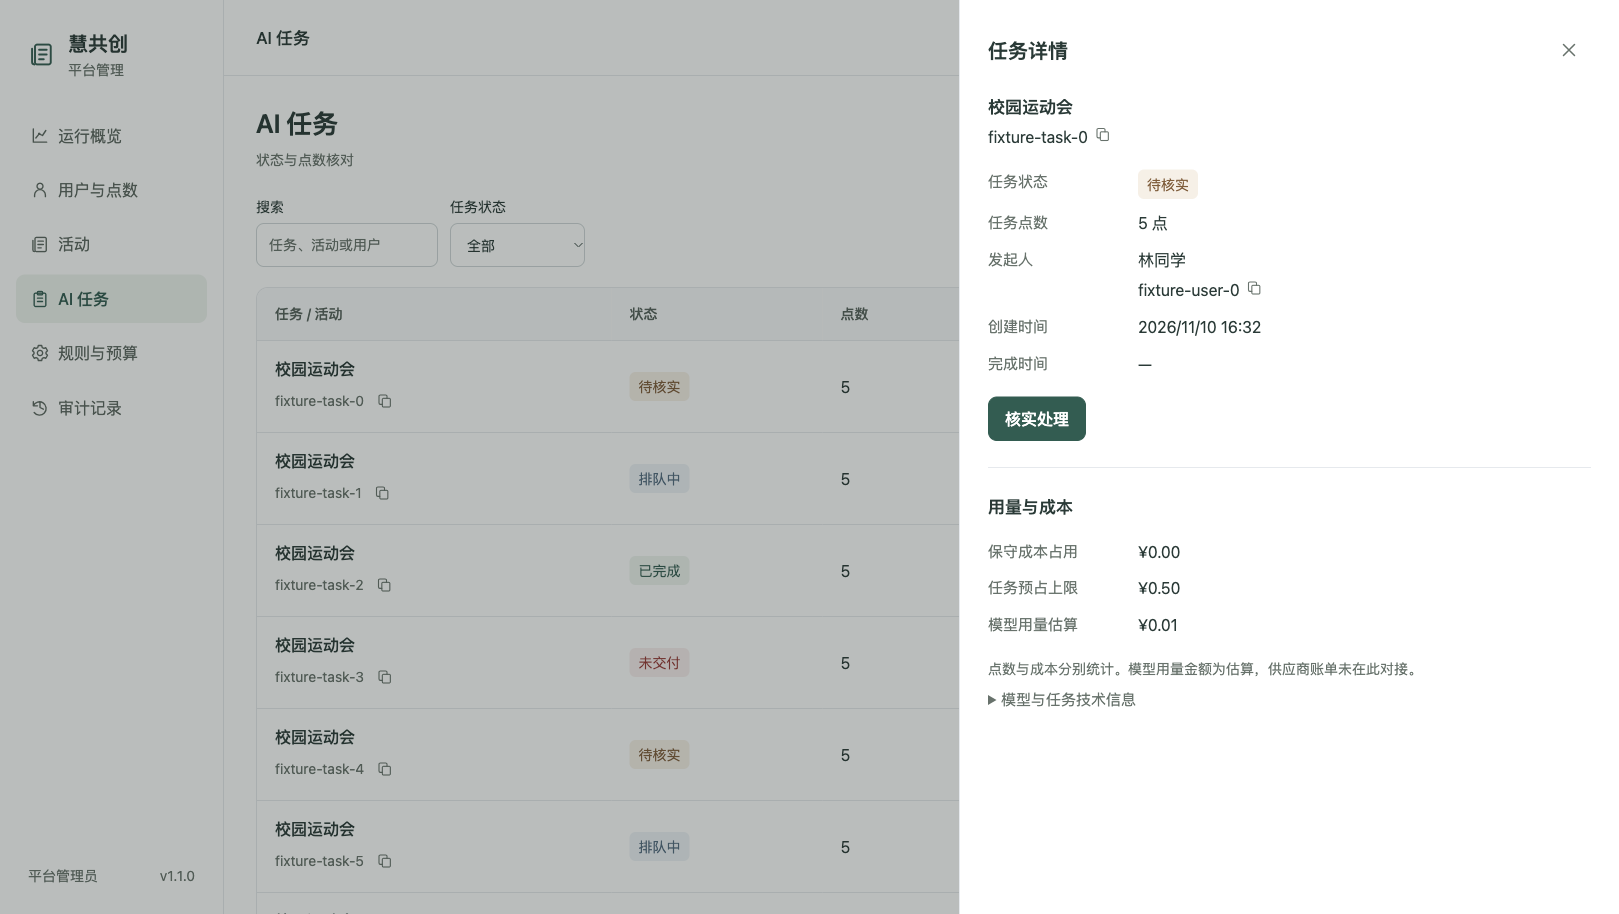 慧共创
平台管理
运行概览
用户与点数
活动
AI 任务
规则与预算
审计记录
平台管理员 v1.1.0
AI 任务
AI 任务
状态与点数核对
搜索 任务状态
任务、活动或用户 全部
任务 / 活动 状态 点数
校园运动会
fixture-task-0 待核实 5
校园运动会
fixture-task-1 排队中 5
校园运动会
fixture-task-2 已完成 5
校园运动会
fixture-task-3 未交付 5
校园运动会
fixture-task-4 待核实 5
校园运动会
fixture-task-5 排队中 5
任务详情
校园运动会
fixture-task-0
任务状态 待核实
任务点数 5 点
发起人 林同学
fixture-user-0
创建时间 2026/11/10 16:32
完成时间 —
核实处理
用量与成本
保守成本占用 ¥0.00
任务预占上限 ¥0.50
模型用量估算 ¥0.01
点数与成本分别统计。模型用量金额为估算，供应商账单未在此对接。
模型与任务技术信息